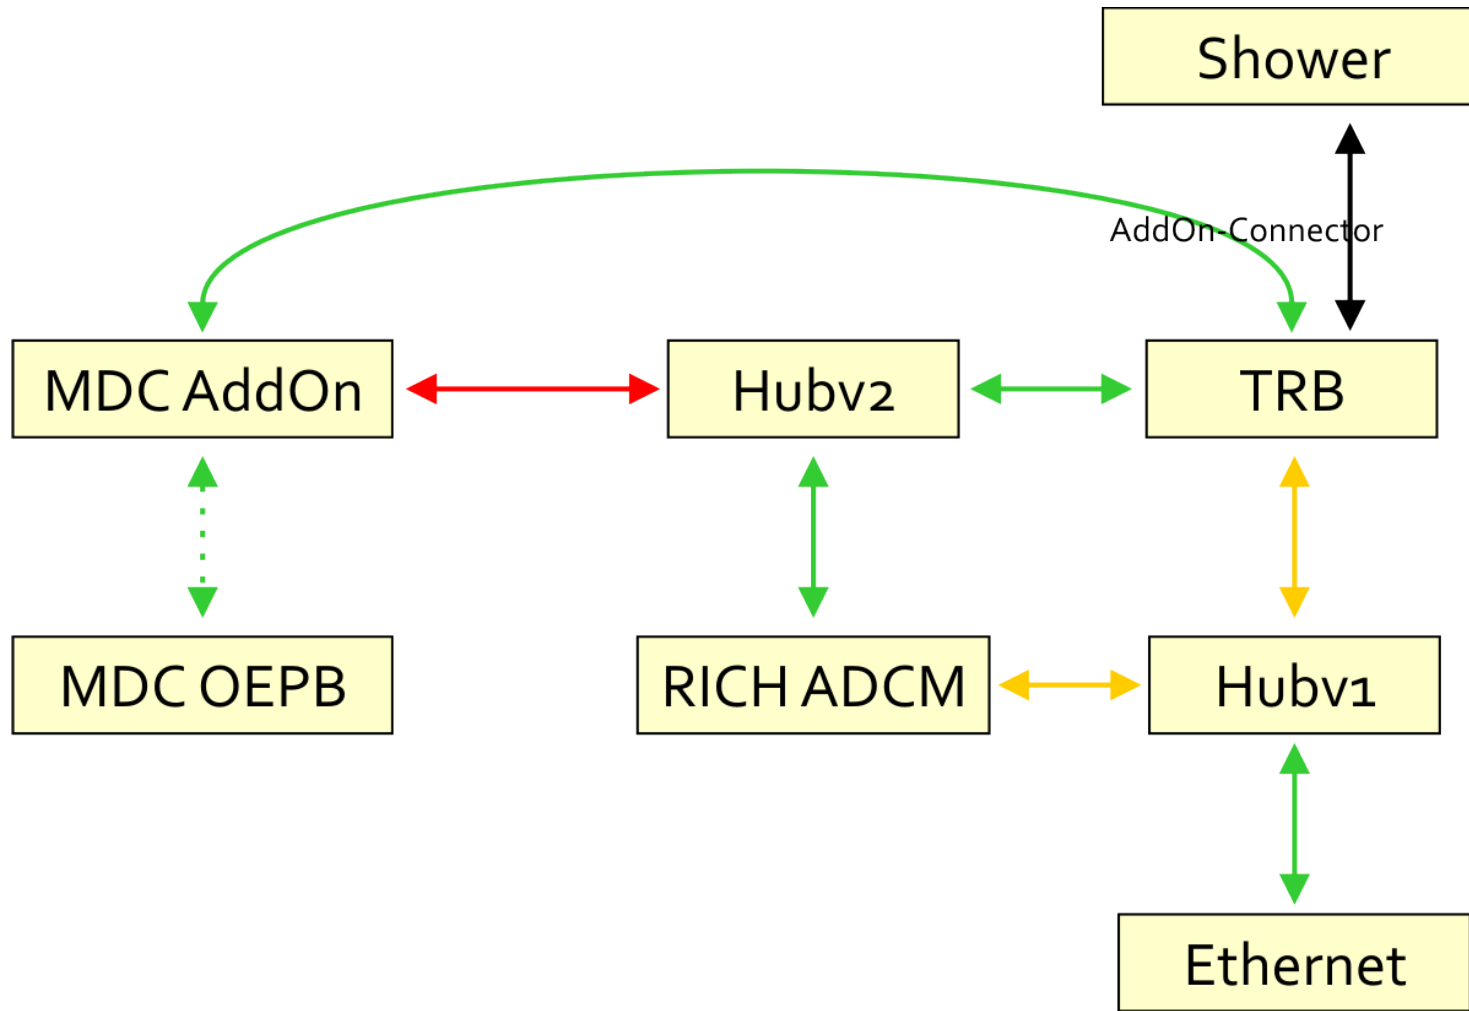 Shower
AddOn-Connector
MDC AddOn
Hubv2
TRB
MDC OEPB
RICH ADCM
Hubv1
Ethernet